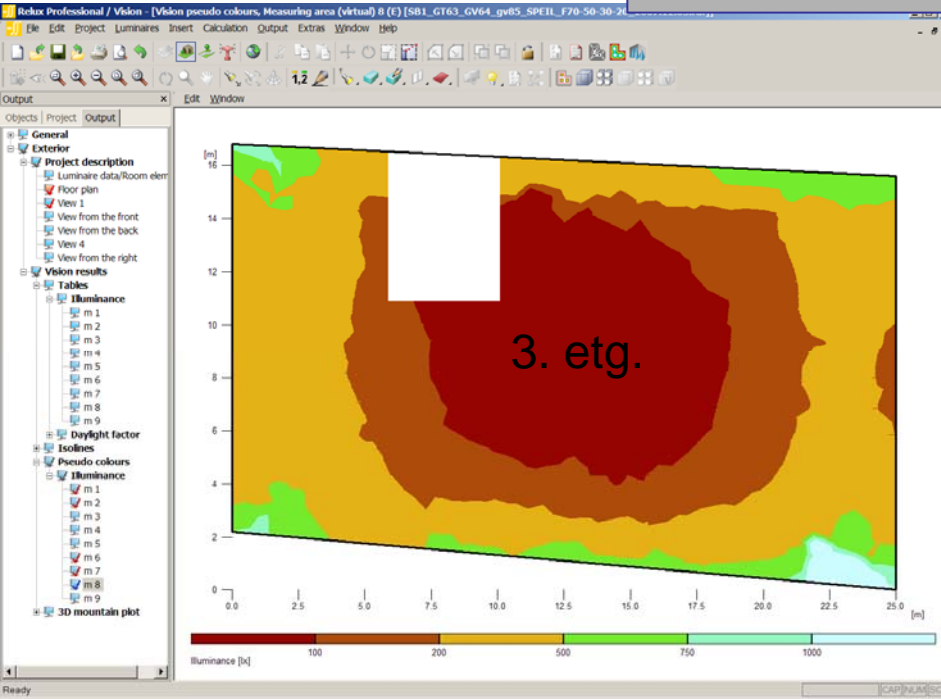 Relux Professional / Vision - [Vision pseudo colours, Measuring area (virtual) 8 (E) [SB1_GT63_GV64_gv85_SPEIL_F70-50-30-20
File Edit Project Luminaires Insert Calculation Output Extras Window Help
1,2
Output
Edit Window
Objects Project Output
General
Exterior
Project description
Luminaire data/Room elem
Floor plan
View 1
View from the front
View from the back
View 4
View from the right
Vision results
Tables
Illuminance
m 1
m 2
m 3
m 4
m 5
m 6
m 7
m 8
m 9
Daylight factor
Isolines
Pseudo colours
Illuminance
m 1
m 2
m 3
m 4
m 5
m 6
m 7
m 8
m 9
3D mountain plot
[m]
16
14
12
10
8
6
4
2
0
3. etg.
0.0 2.5 5.0 7.5 10.0 12.5 15.0 17.5 20.0 22.5 25.0
[m]
100 200 500 750 1000
Illuminance [lx]
Ready
CAP NUM SC